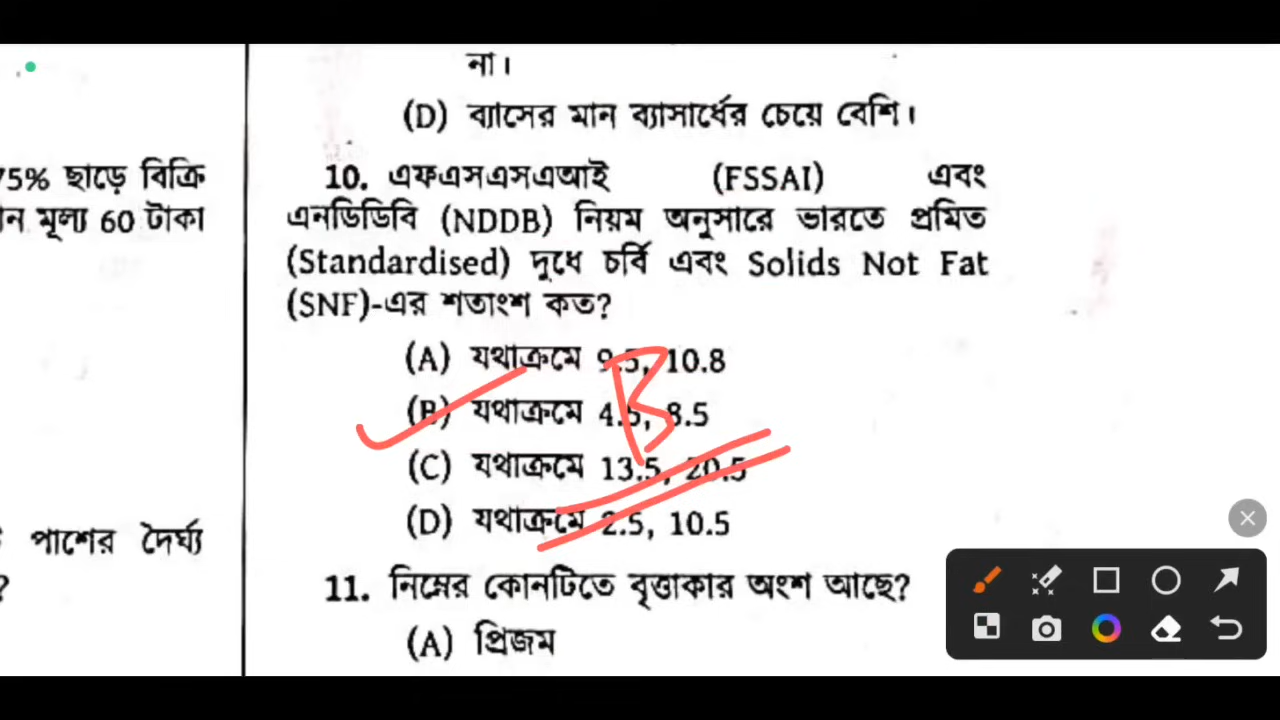 না।
(D) ব্যাসের মান ব্যাসার্ধের চেয়ে বেশি।
75% ছাড়ে বিক্রি
মূল্য 60 টাকা
10. এফএসএসএআই (FSSAI) এবং
এনডিডিবি (NDDB) নিয়ম অনুসারে ভারতে প্রমিত
(Standardised) দুধে চর্বি এবং Solids Not Fat
(SNF)-এর শতাংশ কত?
(A) যথাক্রমে 9.5, 10.8
(B) যথাক্রমে 4.5, 8.5
B
(C) যথাক্রমে 13.5, 20.5
(D) যথাক্রমে 2.5, 10.5
পাশের দৈর্ঘ্য
?
11. নিম্নের কোনটিতে বৃত্তাকার অংশ আছে?
(A) প্রিজম